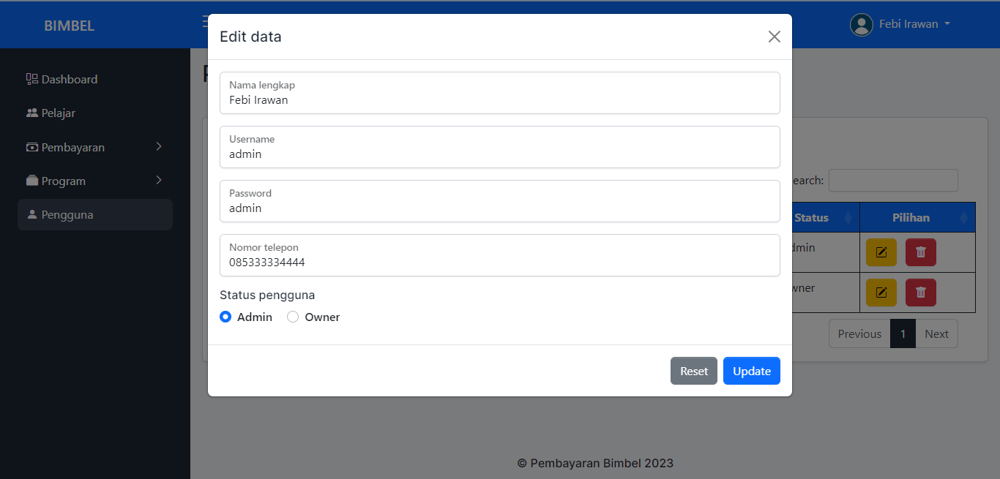 BIMBEL
Febi Irawan
Dashboard
Pelajar
Pembayaran
Program
Pengguna
Edit data
Nama lengkap
Febi Irawan
Username
admin
Password
admin
Nomor telepon
085333334444
Status pengguna
Admin Owner
Reset Update
earch:
Status Pilihan
dmin
wner
Previous 1 Next
© Pembayaran Bimbel 2023